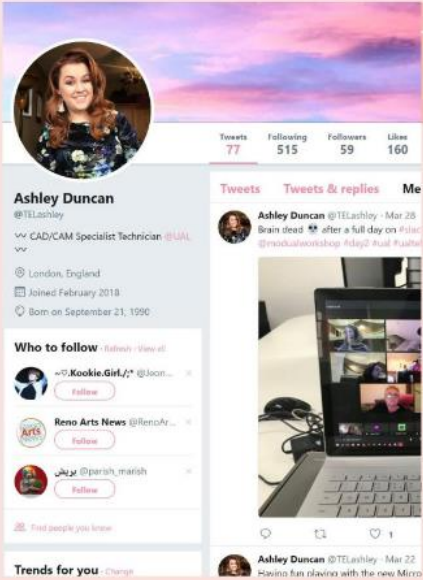 Tweets Following Followers Likes
77 515 59 160
Ashley Duncan
@TELashley
CAD/CAM Specialist Technician @UAL
London, England
Joined February 2018
Born on September 21, 1990
Who to follow · Refresh · View all
~♡.Kookie.Girl./;* @Jeon...
Follow
Reno Arts News @RenoAr...
Follow
بريش @parish_marish
Follow
Find people you know
Trends for you · Change
Tweets Tweets & replies Me
Ashley Duncan @TELashley · Mar 28
Brain dead 💀 after a full day on
@modualworkshop #day2 #ual
1
Ashley Duncan @TELashley · Mar 22
Having fun playing with the new Micro